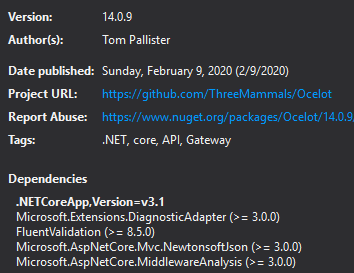 Version: 14.0.9
Author(s): Tom Pallister
Date published: Sunday, February 9, 2020 (2/9/2020)
Project URL: https://github.com/ThreeMammals/Ocelot
Report Abuse: https://www.nuget.org/packages/Ocelot/14.0.9
Tags: .NET, core, API, Gateway
Dependencies
.NETCoreApp,Version=v3.1
Microsoft.Extensions.DiagnosticAdapter (>= 3.0.0)
FluentValidation (>= 8.5.0)
Microsoft.AspNetCore.Mvc.NewtonsoftJson (>= 3.0.0)
Microsoft.AspNetCore.MiddlewareAnalysis (>= 3.0.0)